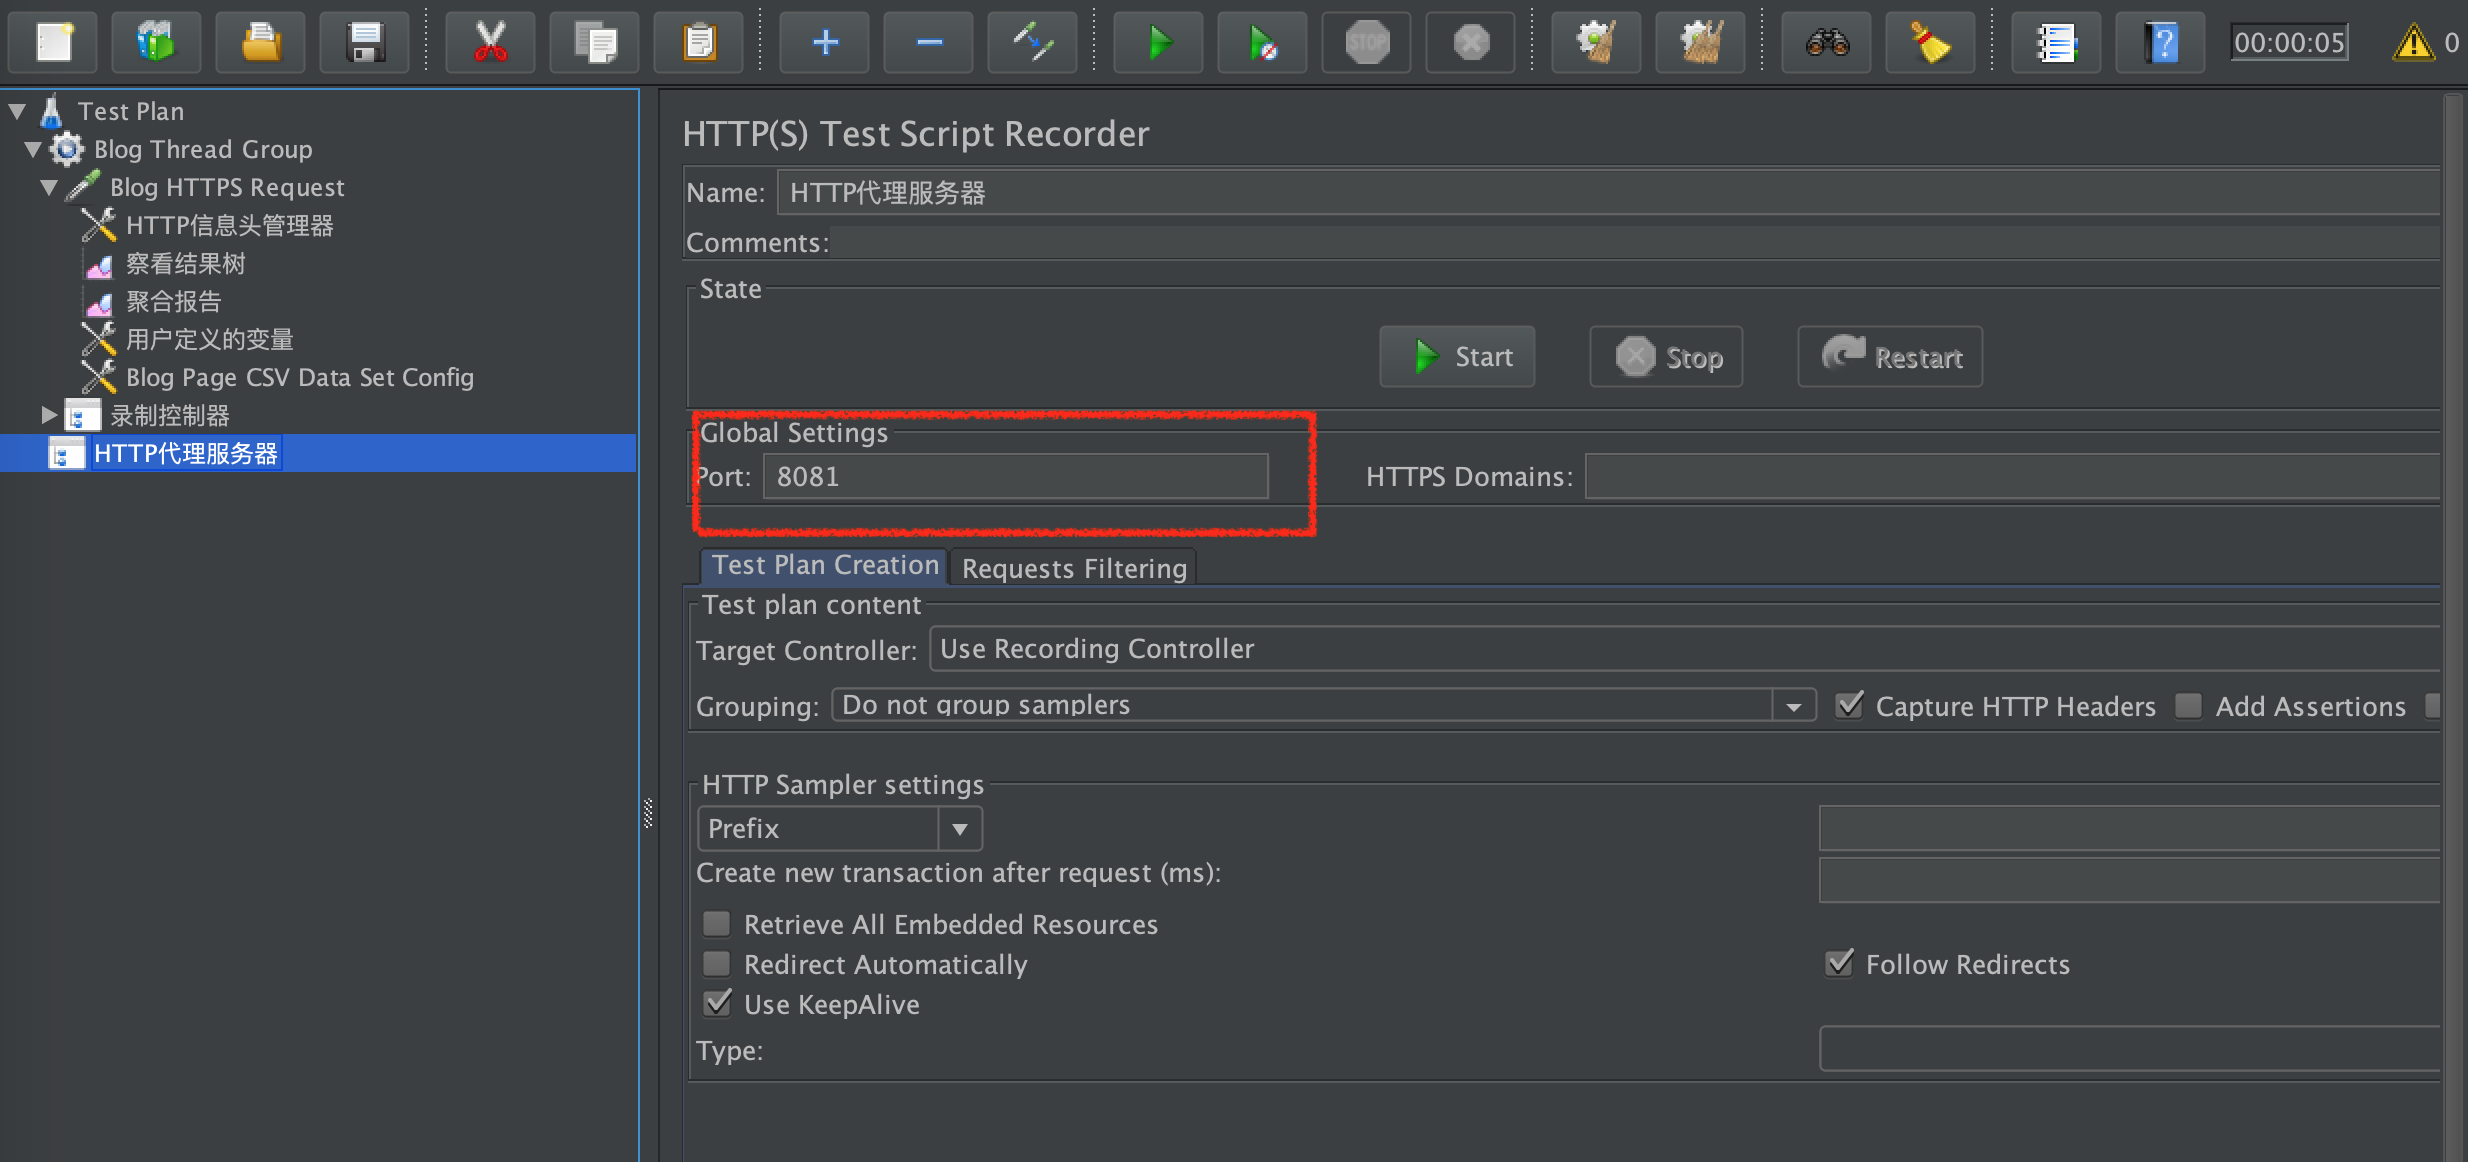 STOP
00:00:05
0
Test Plan
Blog Thread Group
Blog HTTPS Request
HTTP信息头管理器
察看结果树
聚合报告
用户定义的变量
Blog Page CSV Data Set Config
录制控制器
HTTP代理服务器
HTTP(S) Test Script Recorder
Name: HTTP代理服务器
Comments:
State
Start Stop Restart
Global Settings
Port: 8081 HTTPS Domains:
Test Plan Creation Requests Filtering
Test plan content
Target Controller: Use Recording Controller
Grouping: Do not group samplers Capture HTTP Headers Add Assertions
HTTP Sampler settings
Prefix
Create new transaction after request (ms):
Retrieve All Embedded Resources
Redirect Automatically Follow Redirects
Use KeepAlive
Type: